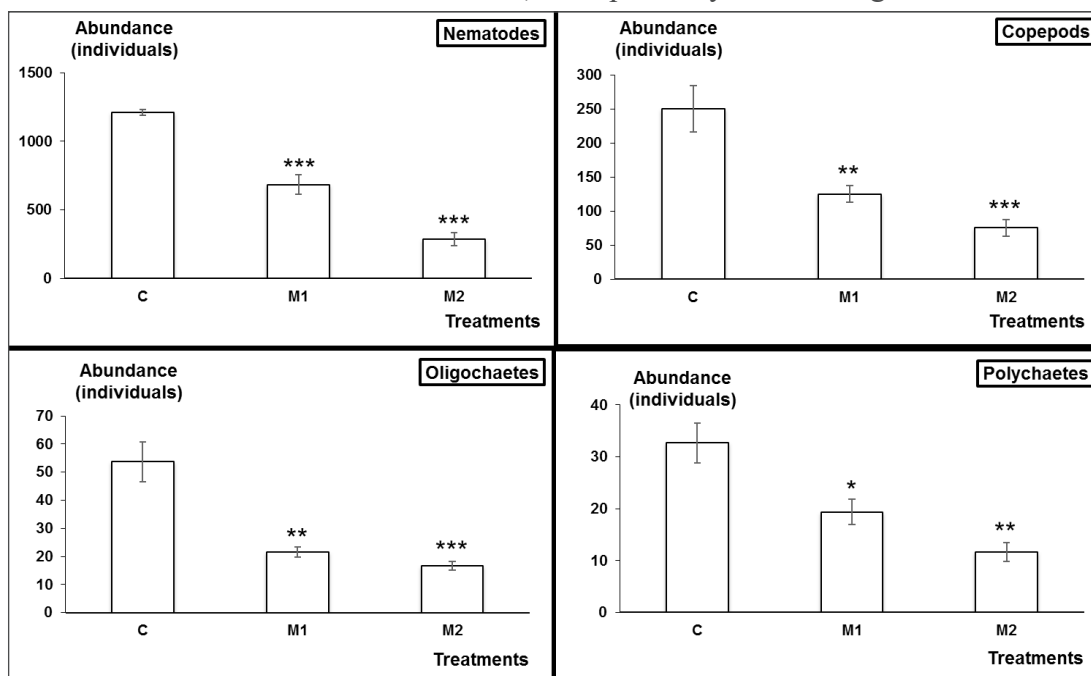 Abundance
(individuals)
Nematodes
1500
1000
500
0
***
***
C M1 M2
Treatments
Abundance
(individuals)
Copepods
300
250
200
150
100
50
0
**
***
C M1 M2
Treatments
Abundance
(individuals)
Oligochaetes
70
60
50
40
30
20
10
0
**
***
C M1 M2
Treatments
Abundance
(individuals)
Polychaetes
40
30
20
10
0
*
**
C M1 M2
Treatments